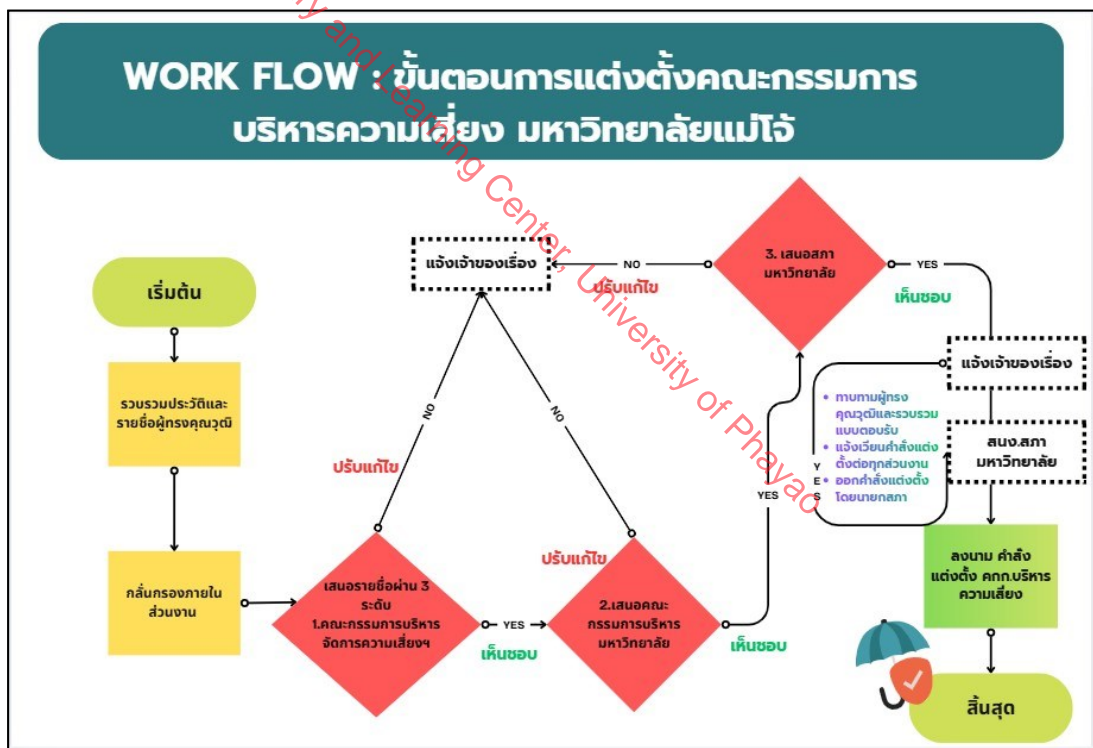 WORK FLOW : ขั้นตอนการแต่งตั้งคณะกรรมการ
บริหารความเสี่ยง มหาวิทยาลัยแม่โจ้
เริ่มต้น
รวบรวมประวัติและ
รายชื่อผู้ทรงคุณวุฒิ
กลั่นกรองภายใน
ส่วนงาน
เสนอรายชื่อผ่าน 3
ระดับ
1.คณะกรรมการบริหาร
จัดการความเสี่ยงฯ
YES
เห็นชอบ
NO
ปรับแก้ไข
2.เสนอคณะ
กรรมการบริหาร
มหาวิทยาลัย
NO
ปรับแก้ไข
YES
เห็นชอบ
แจ้งเจ้าของเรื่อง
3. เสนอสภา
มหาวิทยาลัย
NO
ปรับแก้ไข
YES
เห็นชอบ
แจ้งเจ้าของเรื่อง
YES
• ทาบทามผู้ทรง
คุณวุฒิและรวบรวม
แบบตอบรับ
• แจ้งเวียนคำสั่งแต่ง
ตั้งต่อทุกส่วนงาน
• ออกคำสั่งแต่งตั้ง
โดยนายกสภา
สนง.สภา
มหาวิทยาลัย
ลงนาม คำสั่ง
แต่งตั้ง คกก.บริหาร
ความเสี่ยง
สิ้นสุด
and Learning Center, University of Phayao